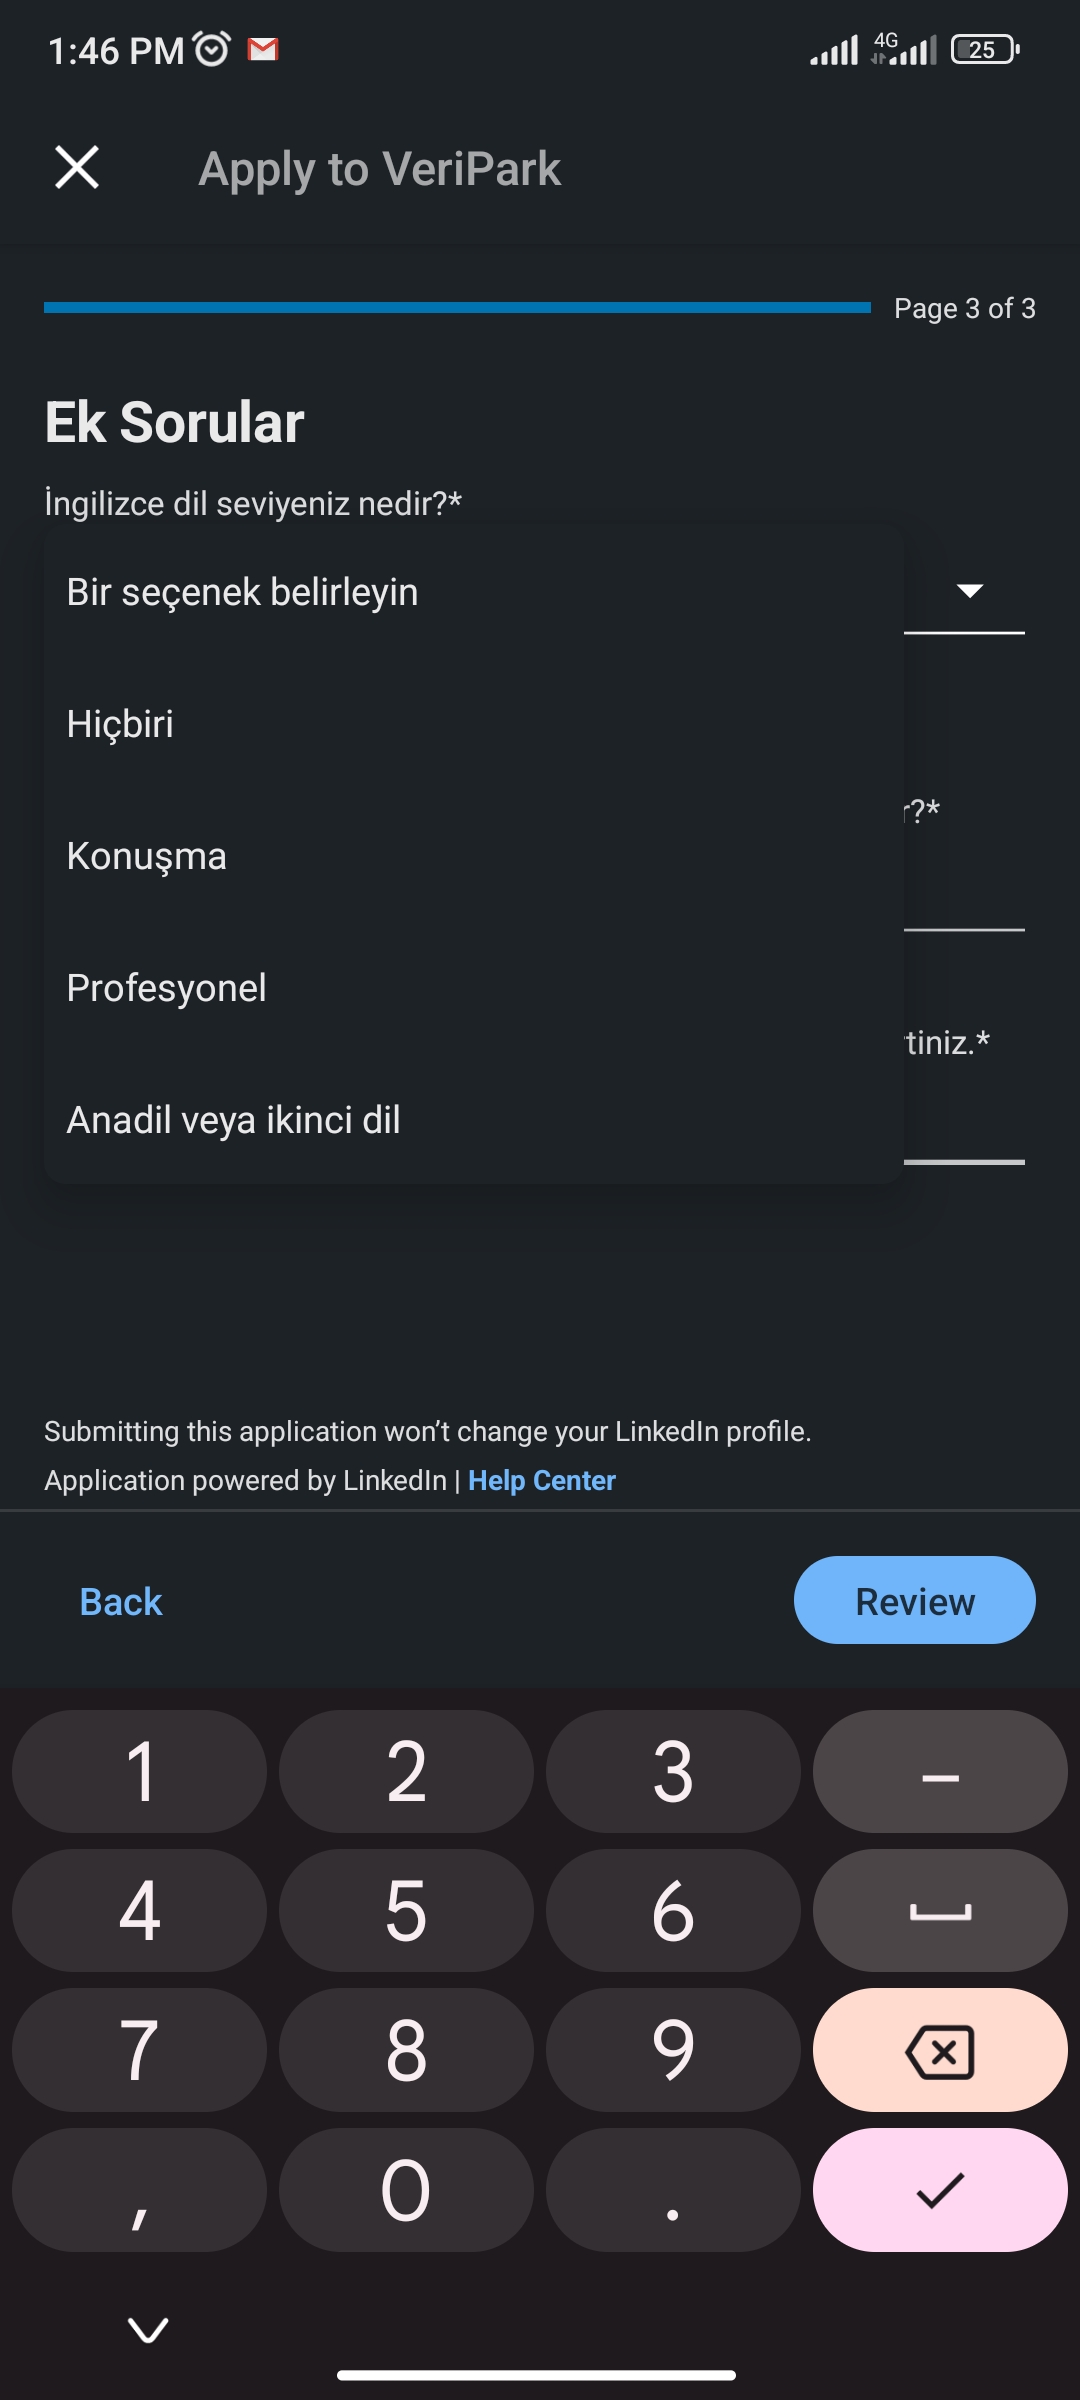 1:46 PM
4G
25
Apply to VeriPark
Page 3 of 3
Ek Sorular
İngilizce dil seviyeniz nedir?*
Bir seçenek belirleyin
Hiçbiri
r?*
Konuşma
Profesyonel
tiniz.*
Anadil veya ikinci dil
Submitting this application won’t change your LinkedIn profile.
Application powered by LinkedIn | Help Center
Back
Review
1 2 3 –
4 5 6
7 8 9
, 0 .